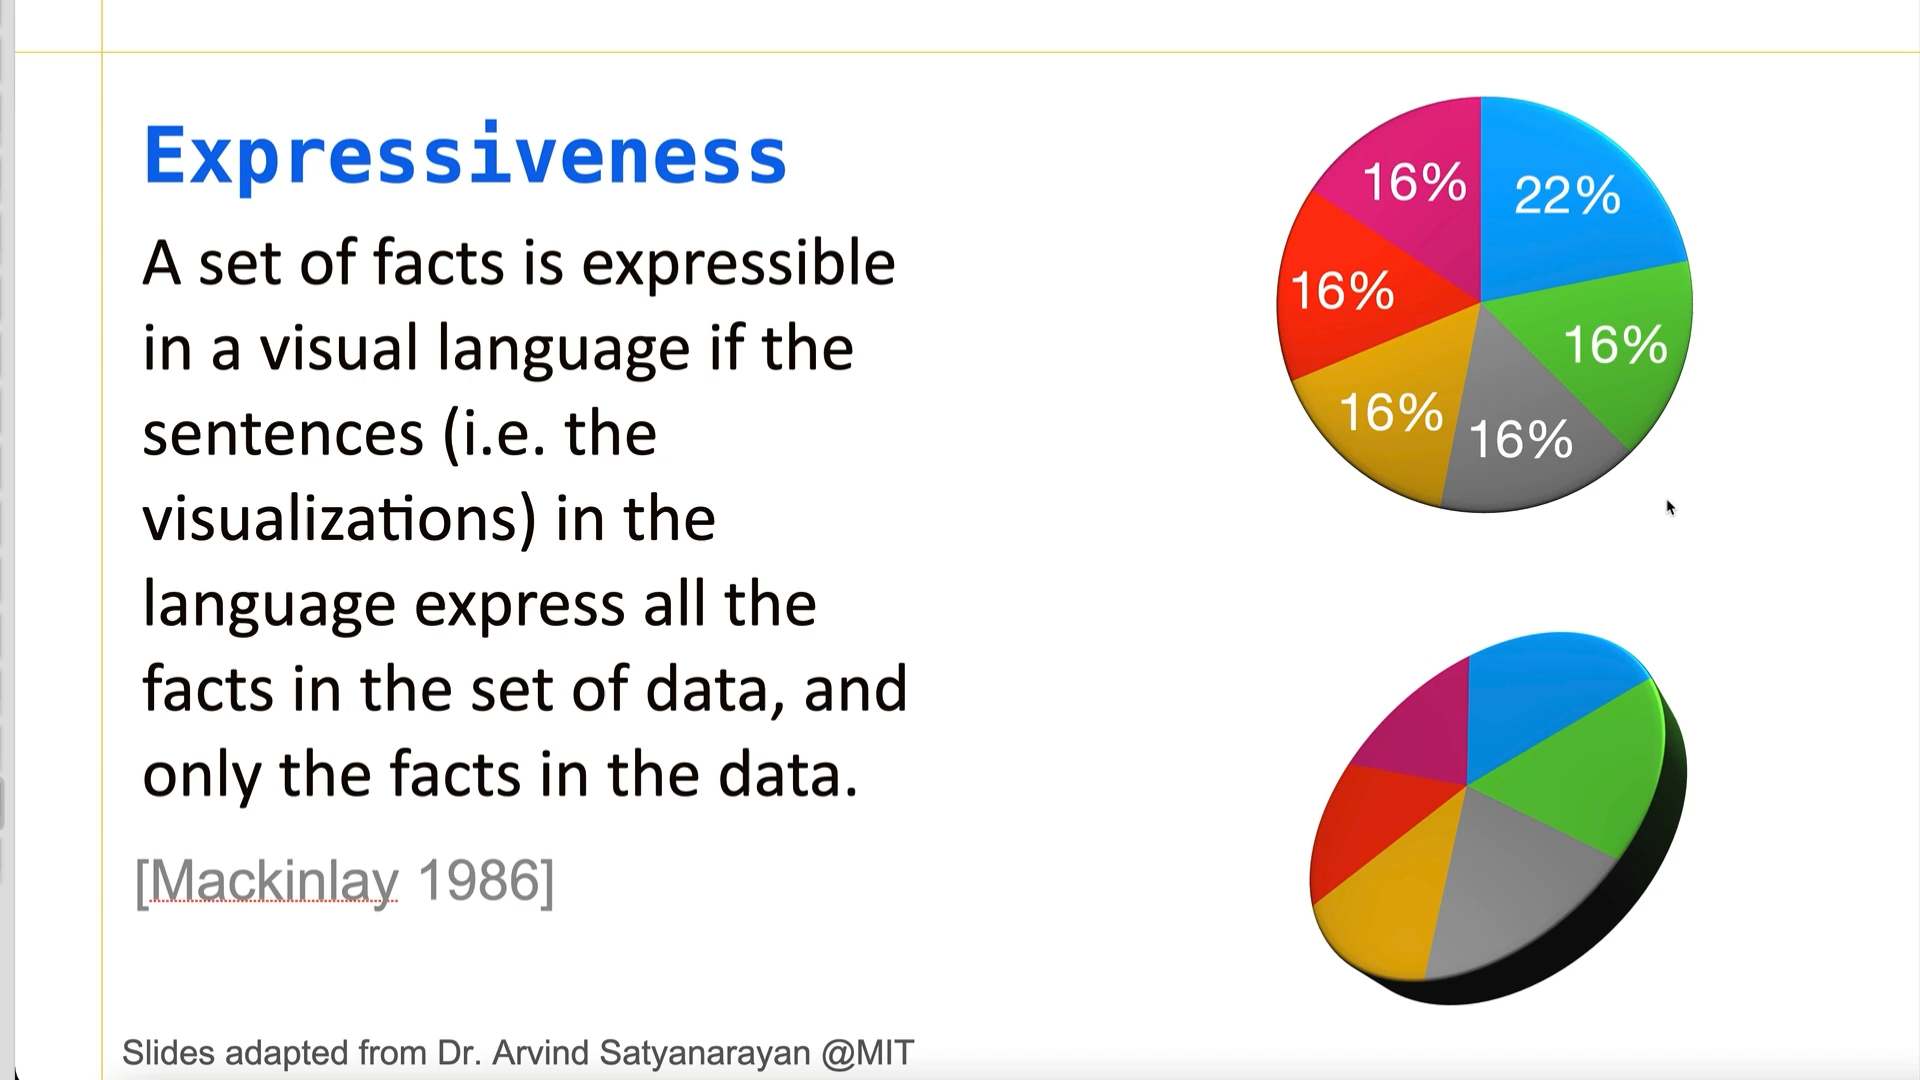 Expressiveness
A set of facts is expressible
in a visual language if the
sentences (i.e. the
visualizations) in the
language express all the
facts in the set of data, and
only the facts in the data.
[Mackinlay 1986]
16%
22%
16%
16%
16%
16%
Slides adapted from Dr. Arvind Satyanarayan @MIT